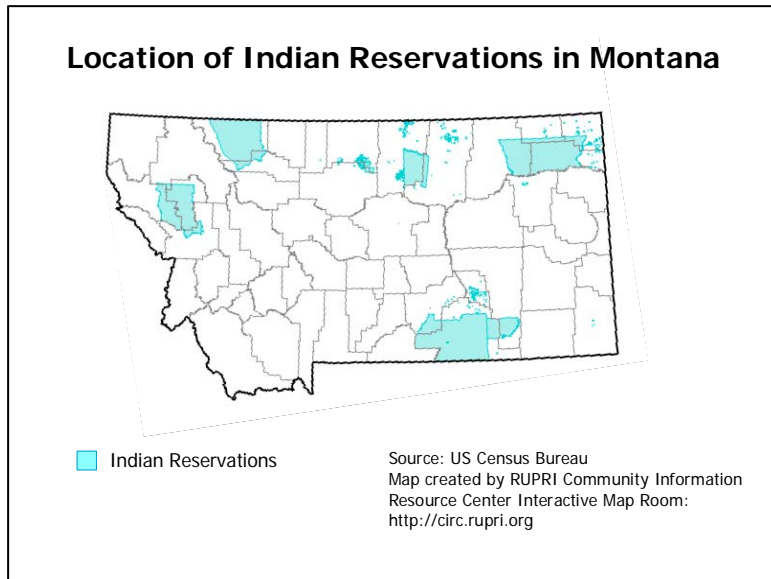 Location of Indian Reservations in Montana
Indian Reservations
Source: US Census Bureau
Map created by RUPRI Community Information
Resource Center Interactive Map Room:
http://circ.rupri.org